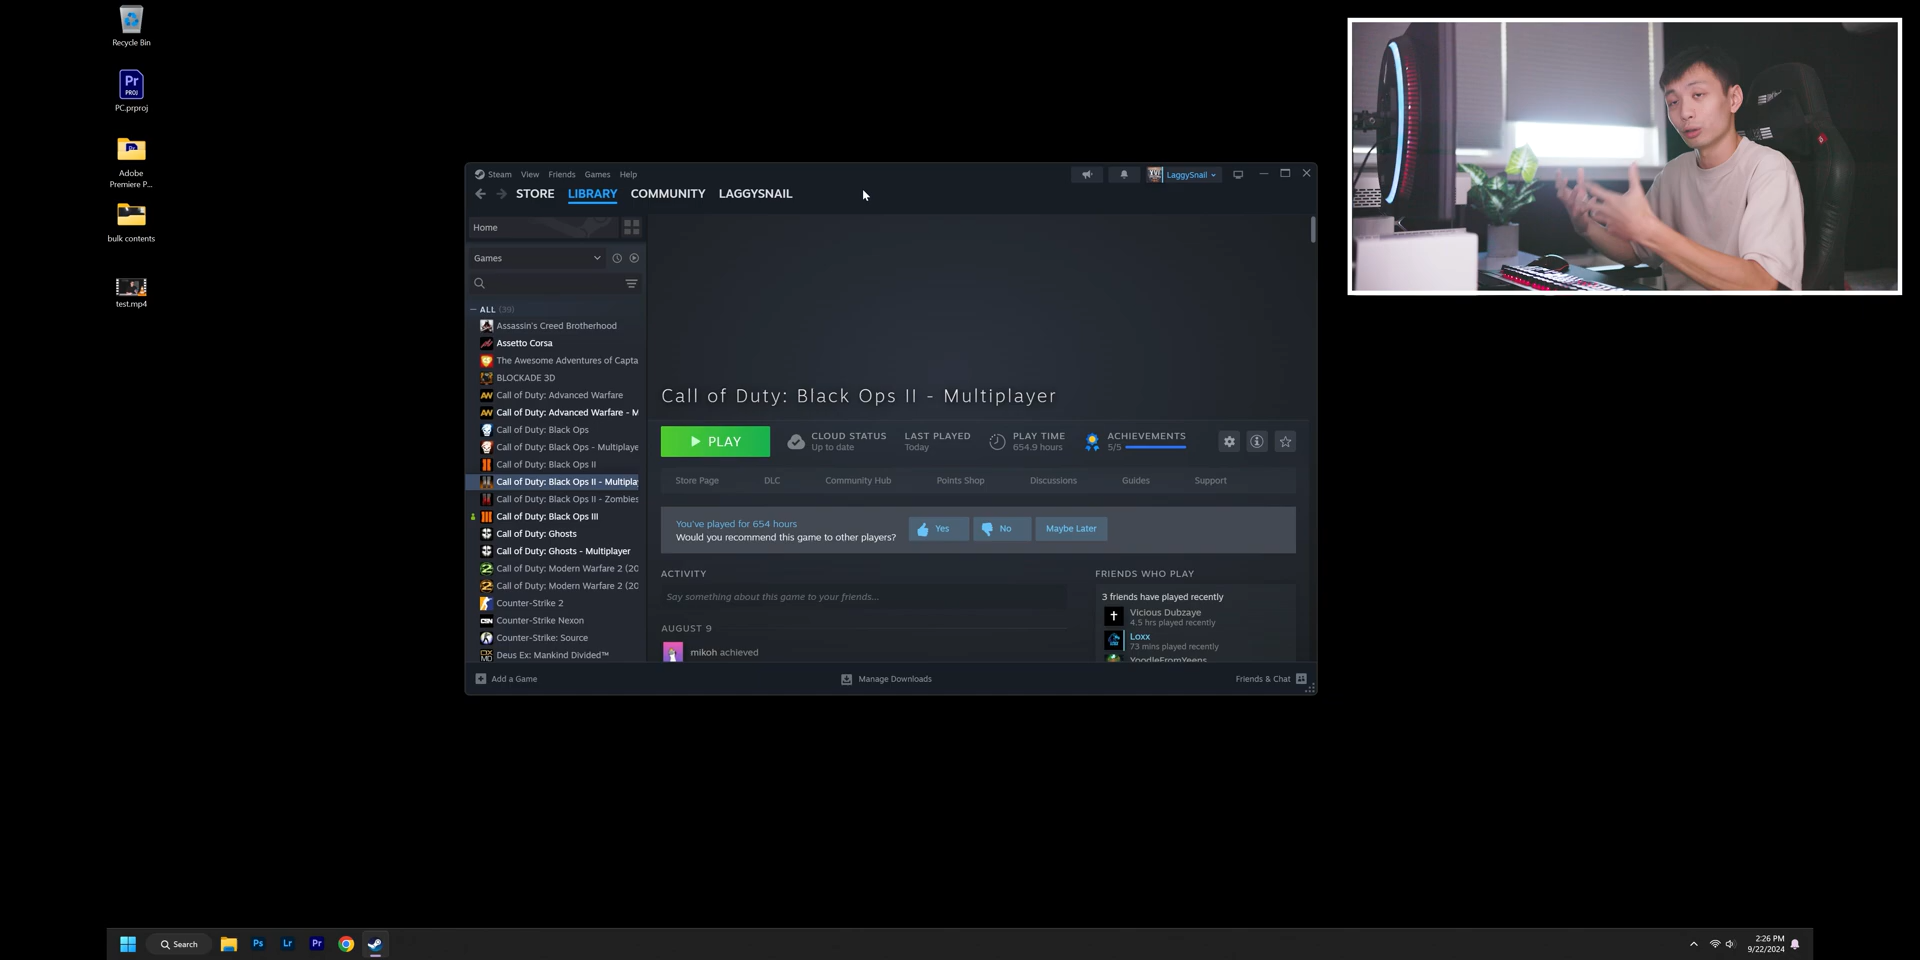 Recycle Bin
Pr
PROJ
PC.prproj
Adobe
Premiere P...
bulk contents
test.mp4
Steam View Friends Games Help
LaggySnail
STORE LIBRARY COMMUNITY LAGGYSNAIL
Home
Games
ALL (39)
Assassin's Creed Brotherhood
Assetto Corsa
The Awesome Adventures of Capta
BLOCKADE 3D
Call of Duty: Advanced Warfare
Call of Duty: Advanced Warfare - M
Call of Duty: Black Ops
Call of Duty: Black Ops - Multiplaye
Call of Duty: Black Ops II
Call of Duty: Black Ops II - Multipla
Call of Duty: Black Ops II - Zombies
Call of Duty: Black Ops III
Call of Duty: Ghosts
Call of Duty: Ghosts - Multiplayer
Call of Duty: Modern Warfare 2 (20
Call of Duty: Modern Warfare 2 (20
Counter-Strike 2
Counter-Strike Nexon
Counter-Strike: Source
Deus Ex: Mankind Divided™
Call of Duty: Black Ops II - Multiplayer
PLAY
CLOUD STATUS
Up to date
LAST PLAYED
Today
PLAY TIME
654.9 hours
ACHIEVEMENTS
5/5
Store Page DLC Community Hub Points Shop Discussions Guides Support
You've played for 654 hours
Would you recommend this game to other players?
Yes No Maybe Later
ACTIVITY
Say something about this game to your friends...
AUGUST 9
mikoh achieved
FRIENDS WHO PLAY
3 friends have played recently
Vicious Dubzaye
4.5 hrs played recently
Loxx
73 mins played recently
YoodleFromYeens
Add a Game
Manage Downloads
Friends & Chat
Search
Ps
Lr
Pr
2:26 PM
9/22/2024